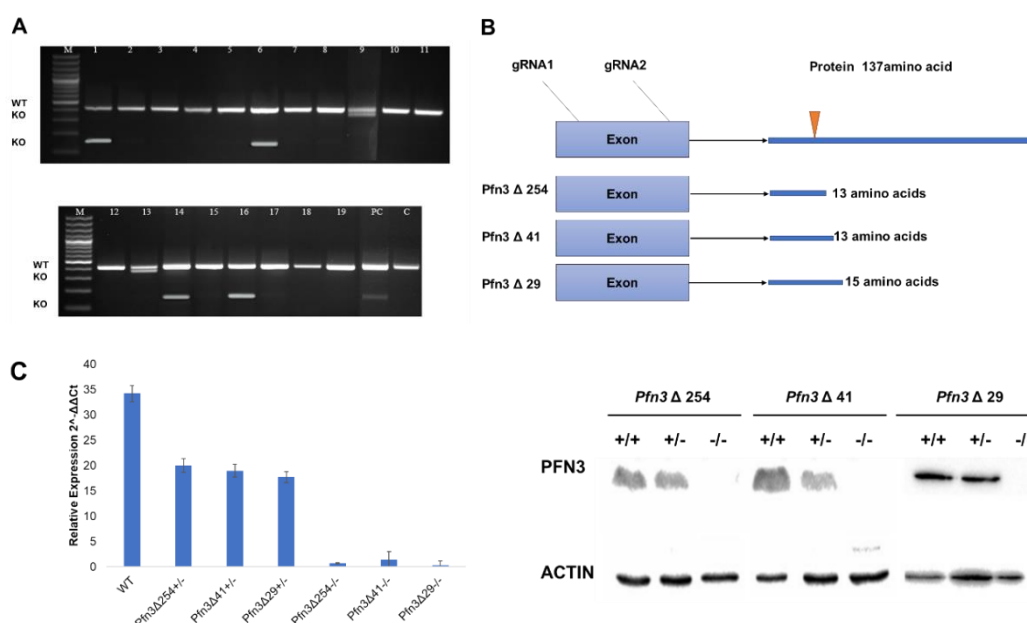 A
M 1 2 3 4 5 6 7 8 9 10 11
WT
KO
KO
M 12 13 14 15 16 17 18 19 PC C
WT
KO
KO
B
gRNA1 gRNA2 Protein 137amino acid
Exon
Pfn3 Δ 254 Exon 13 amino acids
Pfn3 Δ 41 Exon 13 amino acids
Pfn3 Δ 29 Exon 15 amino acids
C
Relative Expression 2^-ΔΔCt
40
35
30
25
20
15
10
5
0
WT Pfn3Δ254+/- Pfn3Δ41+/- Pfn3Δ29+/- Pfn3Δ254-/- Pfn3Δ41-/- Pfn3Δ29-/-
Pfn3 Δ 254 Pfn3 Δ 41 Pfn3 Δ 29
+/+ +/- -/- +/+ +/- -/- +/+ +/- -/
PFN3
ACTIN